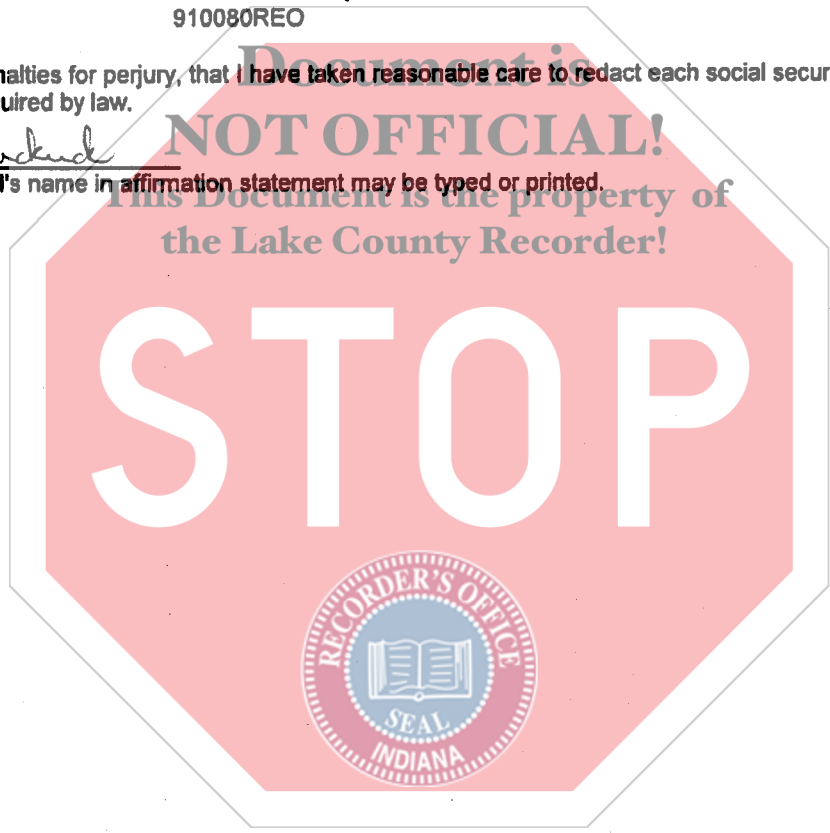 910080REO
Document is
nalties for perjury, that I have taken reasonable care to redact each social secur
uired by law.
NOT OFFICIAL!
l's name in affirmation statement may be typed or printed.
This Document is the property of
the Lake County Recorder!
STOP
RECORDER'S OFFICE
SEAL
INDIANA